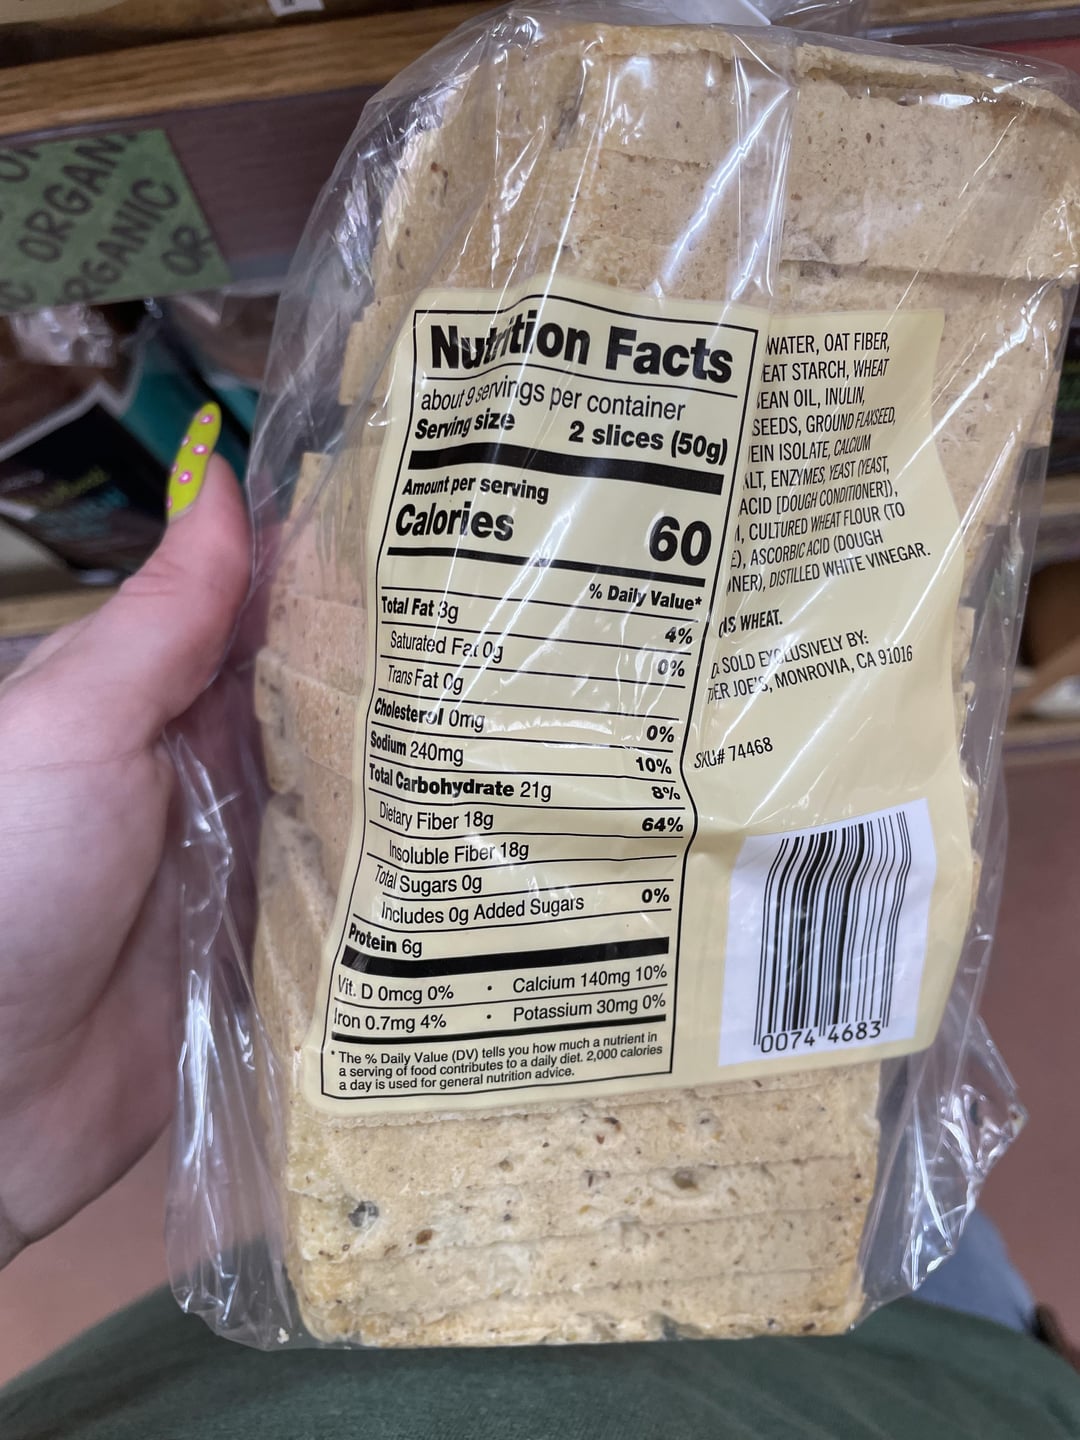 ORGAN
ORGANIC
OR
Nutrition Facts
about 9 servings per container
Serving size 2 slices (50g)
Amount per serving
Calories 60
% Daily Value*
Total Fat 3g 4%
Saturated Fat 0g 0%
Trans Fat 0g
Cholesterol 0mg 0%
Sodium 240mg 10%
Total Carbohydrate 21g 8%
Dietary Fiber 18g 64%
Insoluble Fiber 18g
Total Sugars 0g
Includes 0g Added Sugars 0%
Protein 6g
Vit. D 0mcg 0% • Calcium 140mg 10%
Iron 0.7mg 4% • Potassium 30mg 0%
* The % Daily Value (DV) tells you how much a nutrient in
a serving of food contributes to a daily diet. 2,000 calories
a day is used for general nutrition advice.
WATER, OAT FIBER,
EAT STARCH, WHEAT
EAN OIL, INULIN,
SEEDS, GROUND FLAXSEED,
EIN ISOLATE, CALCIUM
ALT, ENZYMES, YEAST (YEAST,
ACID [DOUGH CONDITIONER]),
, CULTURED WHEAT FLOUR (TO
E), ASCORBIC ACID (DOUGH
NER), DISTILLED WHITE VINEGAR.
S WHEAT.
& SOLD EXCLUSIVELY BY:
ER JOE'S, MONROVIA, CA 91016
SKU# 74468
0074 4683